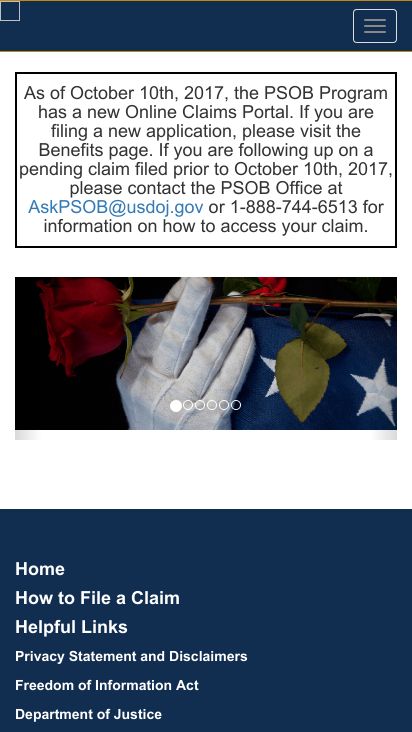 As of October 10th, 2017, the PSOB Program
has a new Online Claims Portal. If you are
filing a new application, please visit the
Benefits page. If you are following up on a
pending claim filed prior to October 10th, 2017,
please contact the PSOB Office at
AskPSOB@usdoj.gov or 1-888-744-6513 for
information on how to access your claim.
Home
How to File a Claim
Helpful Links
Privacy Statement and Disclaimers
Freedom of Information Act
Department of Justice